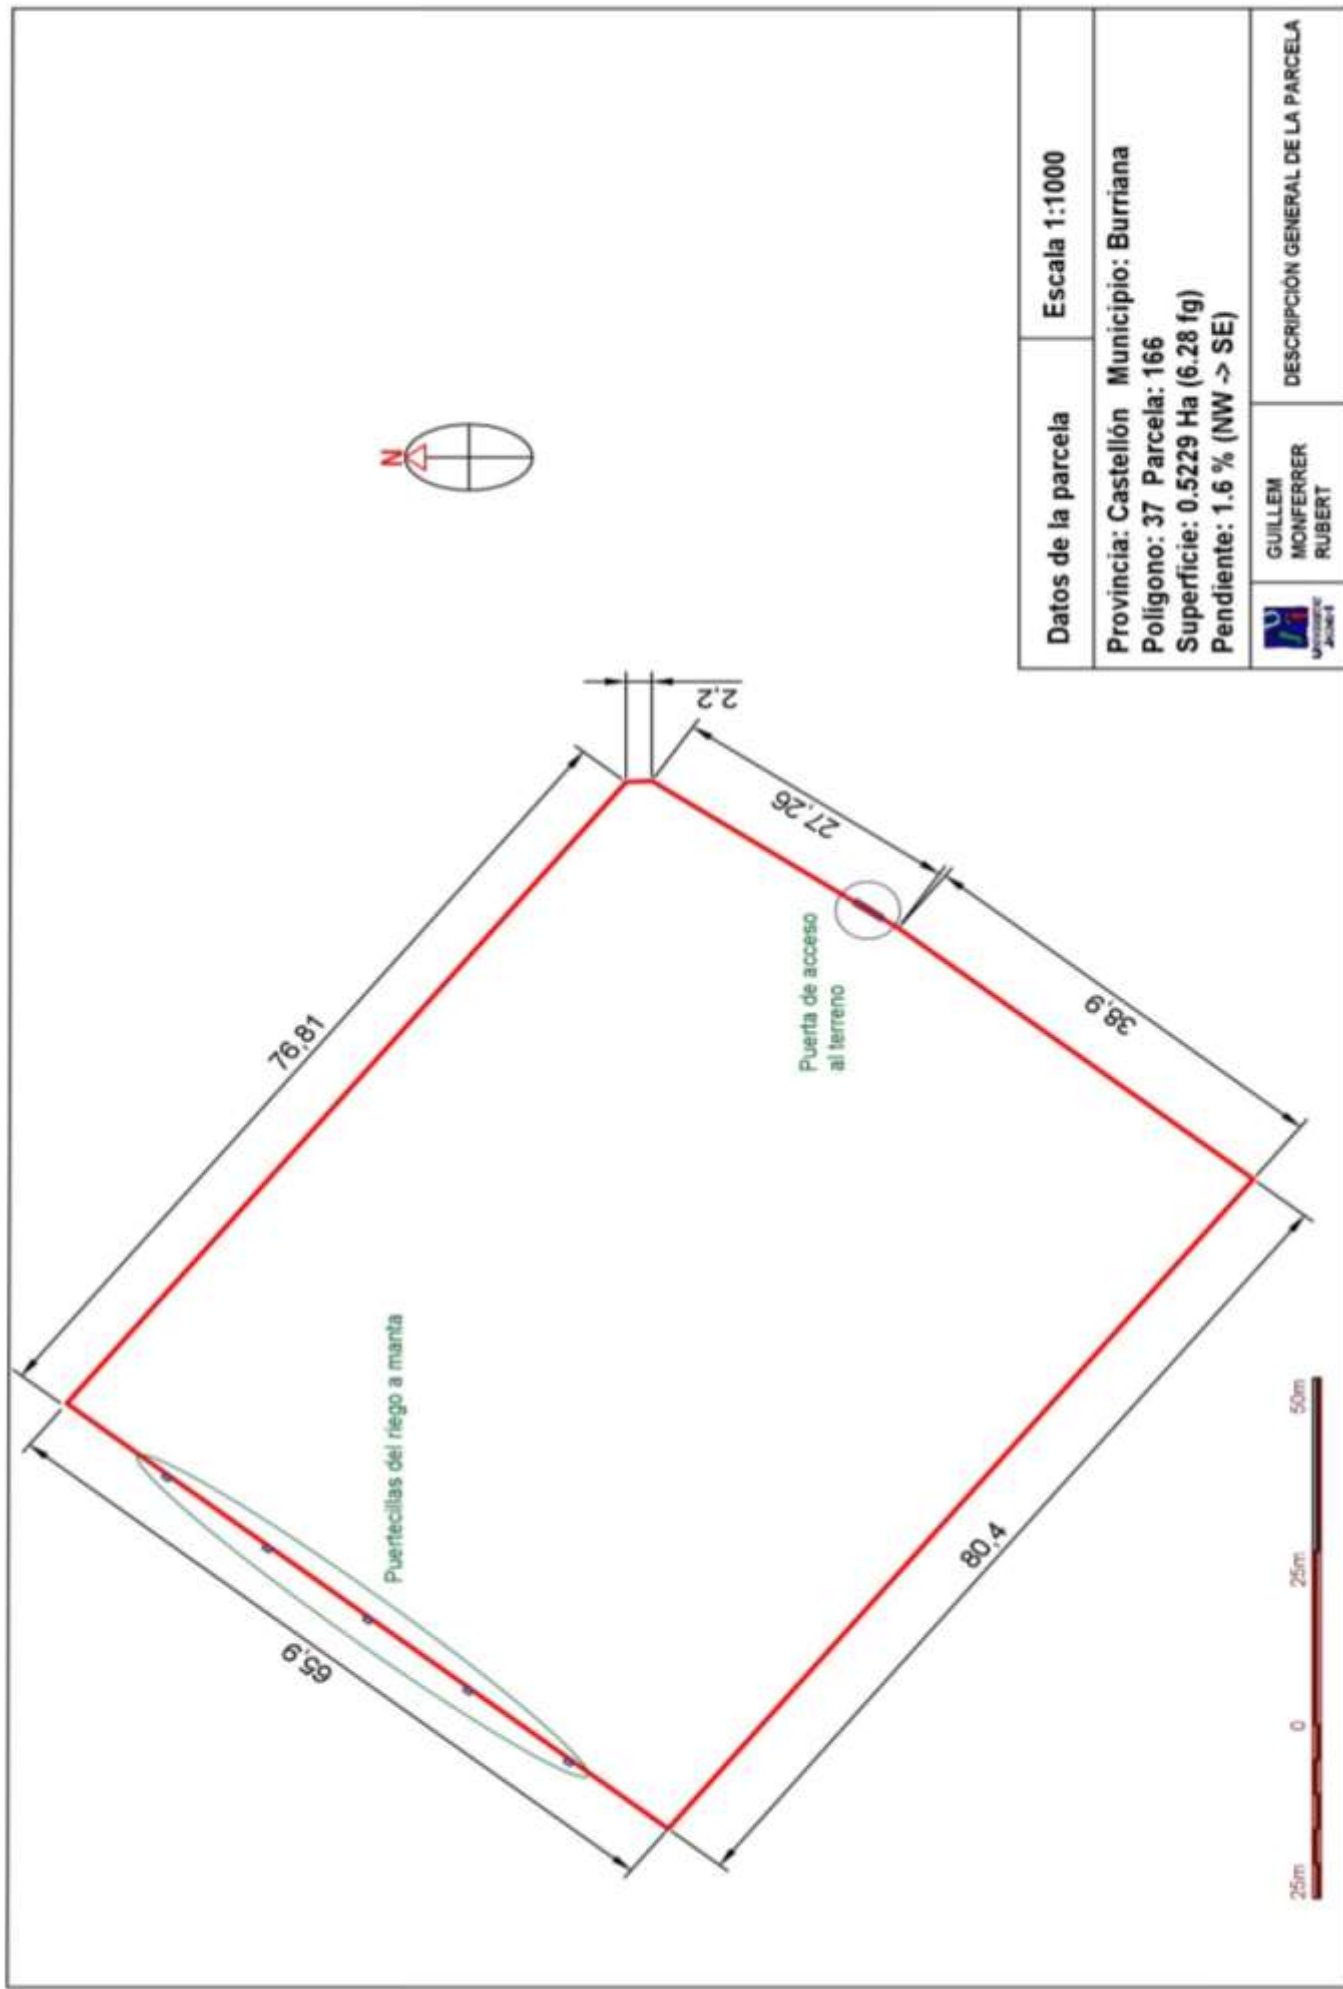 N
76,81
2,2
27,26
38,9
80,4
65,9
Puertecillas del riego a manta
Puerta de acceso
al terreno
25m
0
25m
50m
Datos de la parcela
Escala 1:1000
Provincia: Castellón Municipio: Burriana
Polígono: 37 Parcela: 166
Superficie: 0.5229 Ha (6.28 fg)
Pendiente: 1.6 % (NW -> SE)
GUILLEM
MONFERRER
RUBERT
DESCRIPCIÓN GENERAL DE LA PARCELA